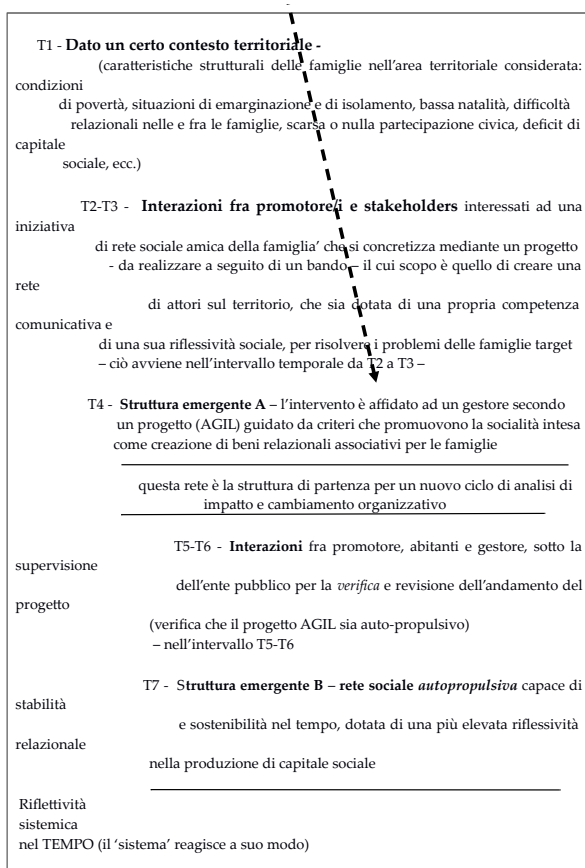 T1 - Dato un certo contesto territoriale -
(caratteristiche strutturali delle famiglie nell'area territoriale considerata:
condizioni
di povertà, situazioni di emarginazione e di isolamento, bassa natalità, difficoltà
relazionali nelle e fra le famiglie, scarsa o nulla partecipazione civica, deficit di
capitale
sociale, ecc.)
T2-T3 - Interazioni fra promotore/i e stakeholders interessati ad una
iniziativa
di rete sociale amica della famiglia' che si concretizza mediante un progetto
- da realizzare a seguito di un bando – il cui scopo è quello di creare una
rete
di attori sul territorio, che sia dotata di una propria competenza
comunicativa e
di una sua riflessività sociale, per risolvere i problemi delle famiglie target
– ciò avviene nell'intervallo temporale da T2 a T3 –
T4 - Struttura emergente A – l'intervento è affidato ad un gestore secondo
un progetto (AGIL) guidato da criteri che promuovono la socialità intesa
come creazione di beni relazionali associativi per le famiglie
questa rete è la struttura di partenza per un nuovo ciclo di analisi di
impatto e cambiamento organizzativo
T5-T6 - Interazioni fra promotore, abitanti e gestore, sotto la
supervisione
dell'ente pubblico per la verifica e revisione dell'andamento del
progetto
(verifica che il progetto AGIL sia auto-propulsivo)
– nell'intervallo T5-T6
T7 - Struttura emergente B – rete sociale autopropulsiva capace di
stabilità
e sostenibilità nel tempo, dotata di una più elevata riflessività
relazionale
nella produzione di capitale sociale
Riflettività
sistemica
nel TEMPO (il 'sistema' reagisce a suo modo)